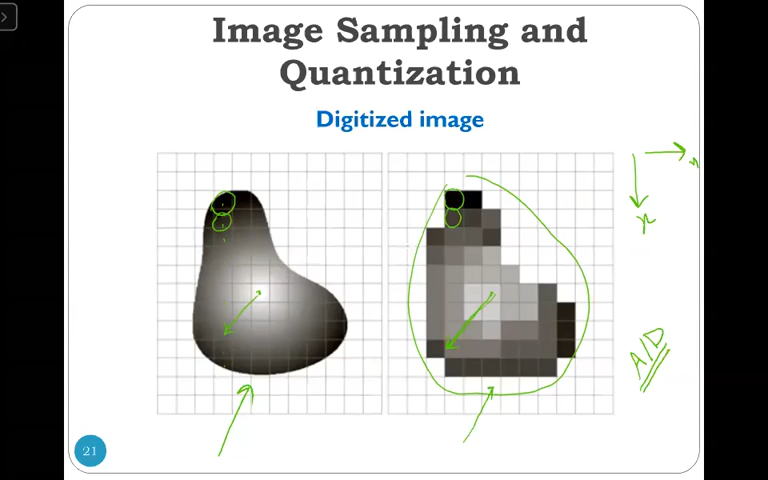 Image Sampling and
Quantization
Digitized image
y
x
A/D
21